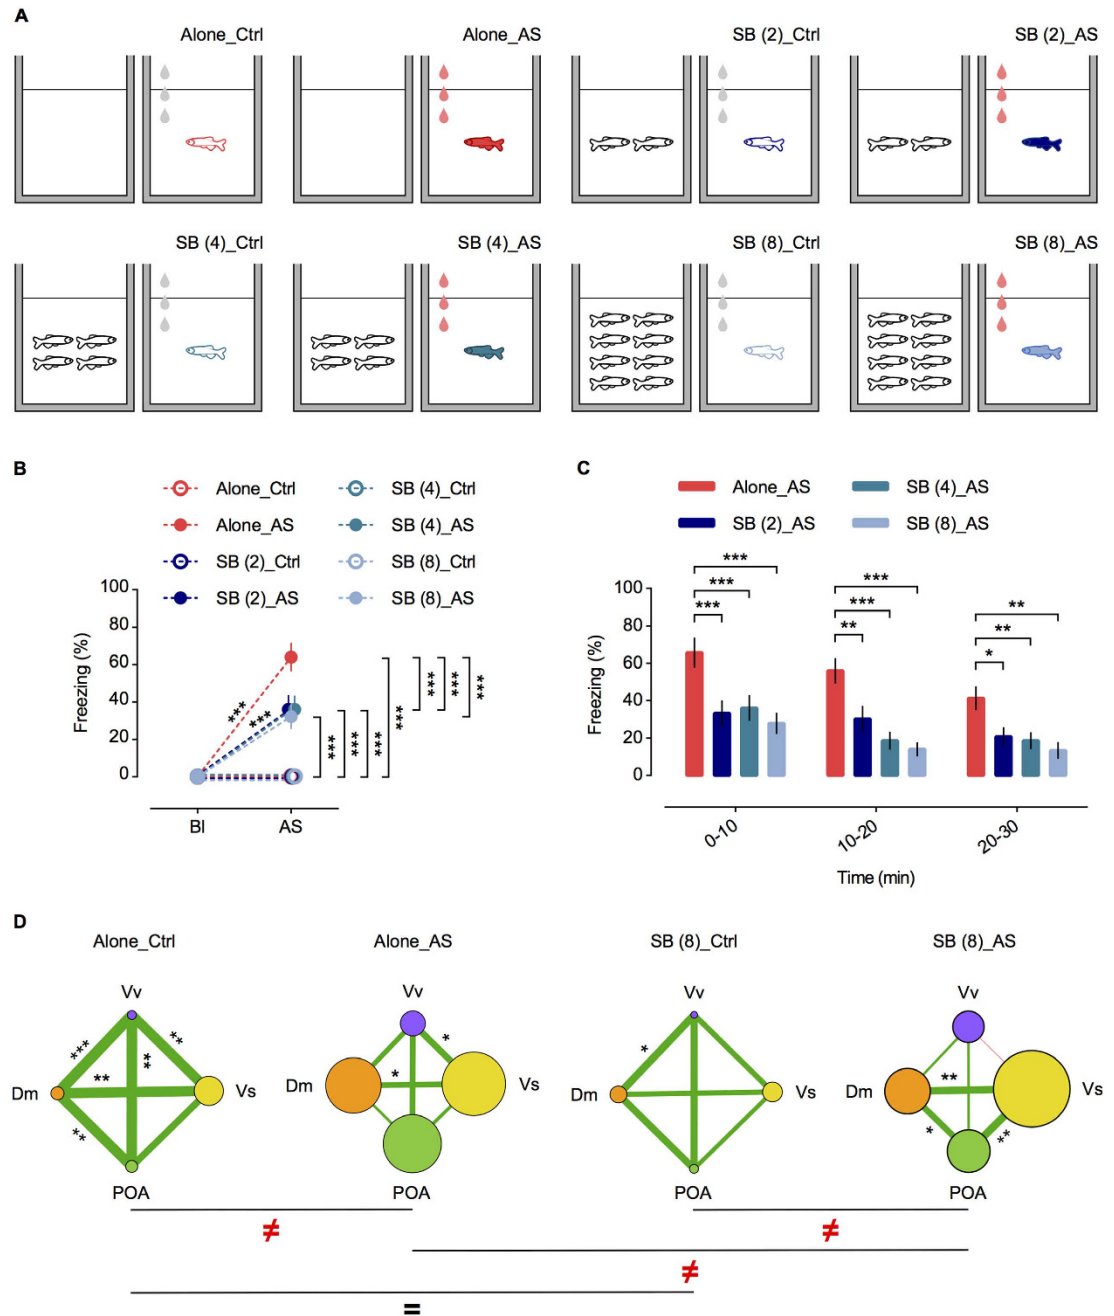 A
Alone_Ctrl
Alone_AS
SB (2)_Ctrl
SB (2)_AS
SB (4)_Ctrl
SB (4)_AS
SB (8)_Ctrl
SB (8)_AS
B
Alone_Ctrl
Alone_AS
SB (2)_Ctrl
SB (2)_AS
SB (4)_Ctrl
SB (4)_AS
SB (8)_Ctrl
SB (8)_AS
Freezing (%)
100
80
60
40
20
0
***
***
***
***
***
***
***
***
***
BI
AS
C
Alone_AS
SB (2)_AS
SB (4)_AS
SB (8)_AS
Freezing (%)
100
80
60
40
20
0
***
***
***
***
***
**
**
**
*
0-10
10-20
20-30
Time (min)
D
Alone_Ctrl
Vv
Dm
Vs
POA
***
**
**
**
**
Alone_AS
Vv
Dm
Vs
POA
*
*
SB (8)_Ctrl
*
SB (8)_AS
Vv
Dm
Vs
POA
**
*
**
Vv
Dm
Vs
POA
≠
≠
≠
=